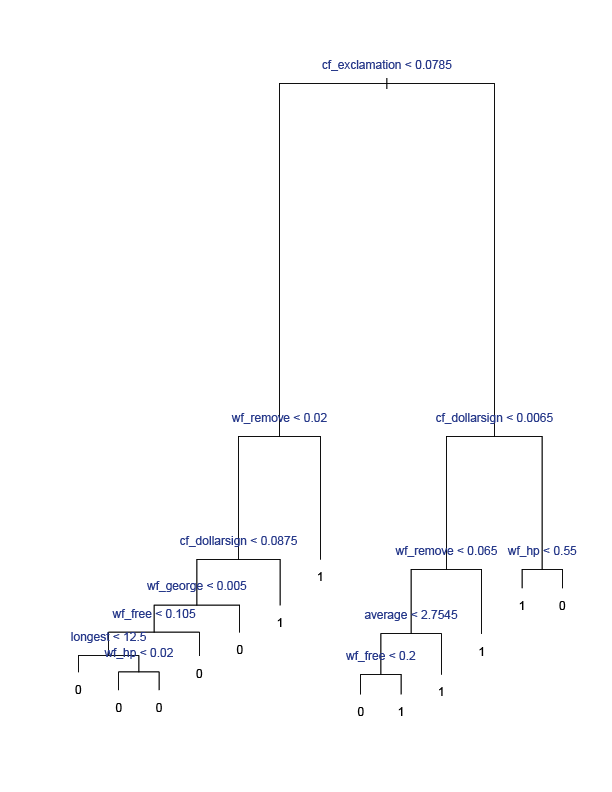 cf_exclamation < 0.0785
wf_remove < 0.02
cf_dollarsign < 0.0065
cf_dollarsign < 0.0875
wf_remove < 0.065
wf_hp < 0.55
1
wf_george < 0.005
1
0
wf_free < 0.105
1
average < 2.7545
longest < 12.5
0
1
wf_hp < 0.02
wf_free < 0.2
0
0
1
0
0
0
1